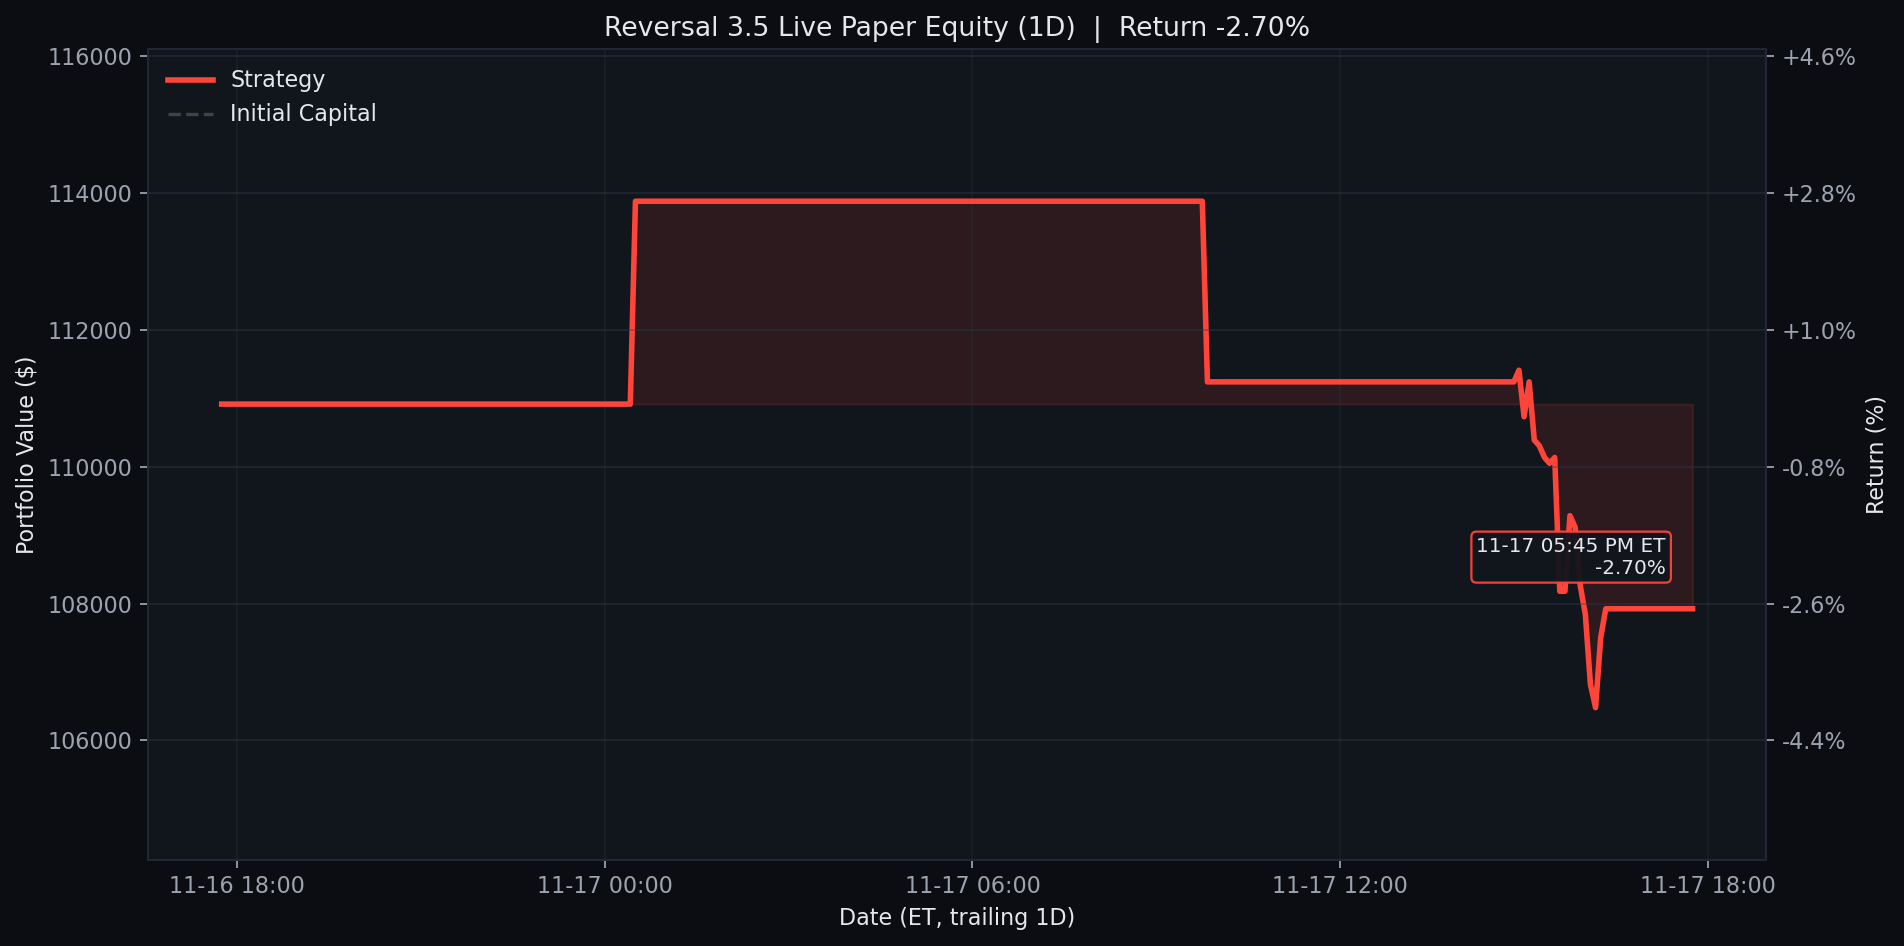 Reversal 3.5 Live Paper Equity (1D)  |  Return -2.70%
Strategy
Initial Capital
Portfolio Value ($)
116000
114000
112000
110000
108000
106000
+4.6%
+2.8%
+1.0%
-0.8%
-2.6%
-4.4%
Return (%)
11-17 05:45 PM ET
-2.70%
11-16 18:00
11-17 00:00
11-17 06:00
11-17 12:00
11-17 18:00
Date (ET, trailing 1D)